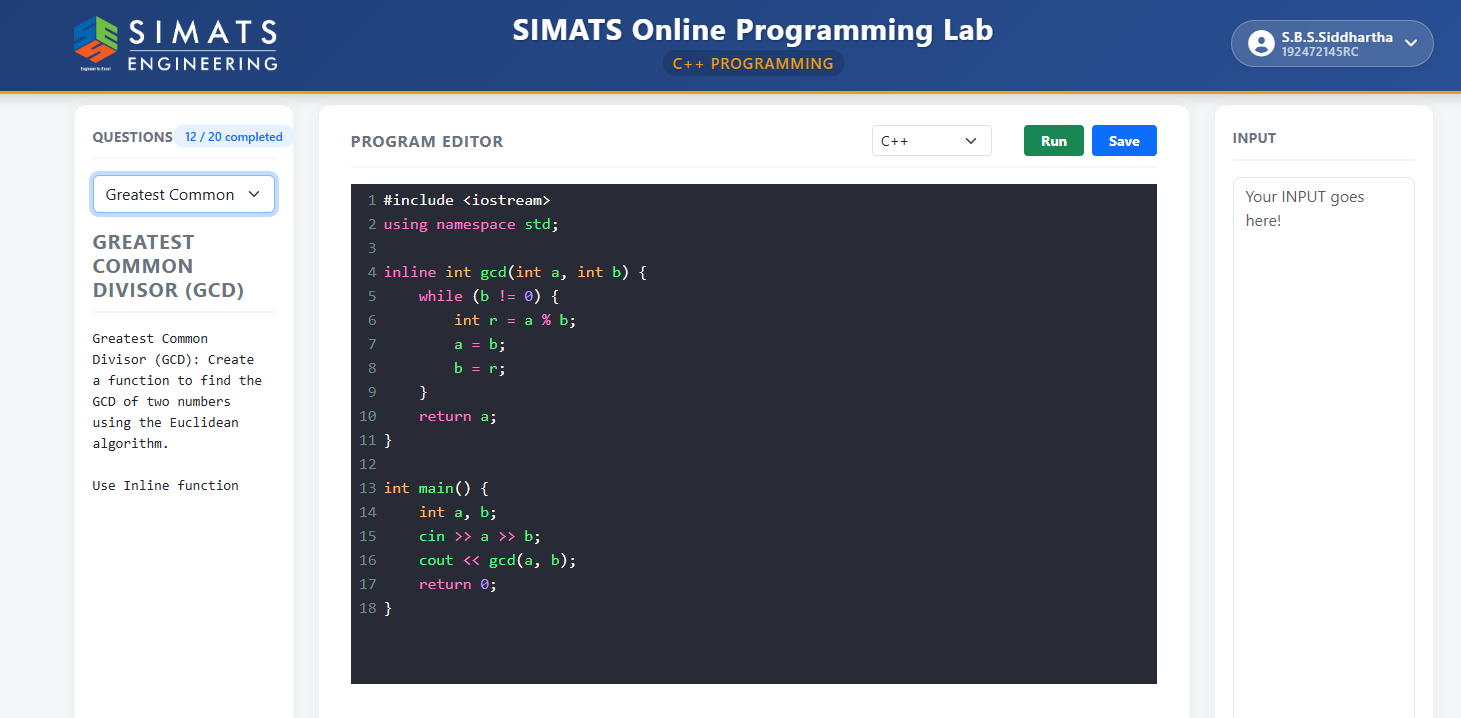 SIMATS
ENGINEERING
Engineer to Excel
SIMATS Online Programming Lab
C++ PROGRAMMING
S.B.S.Siddhartha
192472145RC
QUESTIONS
12 / 20 completed
Greatest Common
GREATEST
COMMON
DIVISOR (GCD)
Greatest Common
Divisor (GCD): Create
a function to find the
GCD of two numbers
using the Euclidean
algorithm.
Use Inline function
PROGRAM EDITOR
C++
Run
Save
1 #include <iostream>
2 using namespace std;
3
4 inline int gcd(int a, int b) {
5     while (b != 0) {
6         int r = a % b;
7         a = b;
8         b = r;
9     }
10     return a;
11 }
12
13 int main() {
14     int a, b;
15     cin >> a >> b;
16     cout << gcd(a, b);
17     return 0;
18 }
INPUT
Your INPUT goes
here!